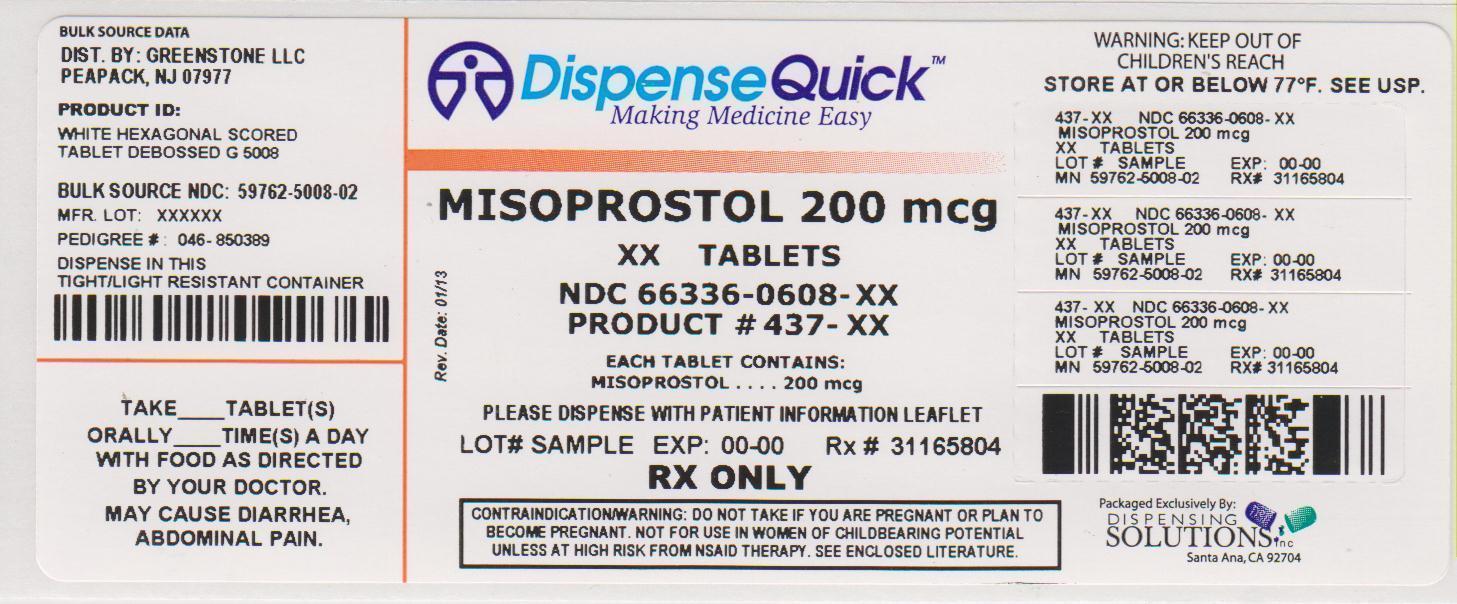 BULK SOURCE DATA
DIST. BY: GREENSTONE LLC
PEAPACK, NJ 07977
PRODUCT ID:
WHITE HEXAGONAL SCORED
TABLET DEBOSSED G 5008
BULK SOURCE NDC: 59762-5008-02
MFR. LOT: XXXXXX
PEDIGREE #: 046-850389
DISPENSE IN THIS
TIGHT/LIGHT RESISTANT CONTAINER
TAKE____TABLET(S)
ORALLY____TIME(S) A DAY
WITH FOOD AS DIRECTED
BY YOUR DOCTOR.
MAY CAUSE DIARRHEA,
ABDOMINAL PAIN.
DispenseQuick™
Making Medicine Easy
MISOPROSTOL 200 mcg
XX TABLETS
NDC 66336-0608-XX
PRODUCT # 437-XX
Rev. Date: 01/13
EACH TABLET CONTAINS:
MISOPROSTOL .... 200 mcg
PLEASE DISPENSE WITH PATIENT INFORMATION LEAFLET
LOT# SAMPLE EXP: 00-00 Rx # 31165804
RX ONLY
CONTRAINDICATION/WARNING: DO NOT TAKE IF YOU ARE PREGNANT OR PLAN TO
BECOME PREGNANT. NOT FOR USE IN WOMEN OF CHILDBEARING POTENTIAL
UNLESS AT HIGH RISK FROM NSAID THERAPY. SEE ENCLOSED LITERATURE.
WARNING: KEEP OUT OF
CHILDREN'S REACH
STORE AT OR BELOW 77°F. SEE USP.
437-XX NDC 66336-0608-XX
MISOPROSTOL 200 mcg
XX TABLETS
LOT # SAMPLE EXP: 00-00
MN 59762-5008-02 RX# 31165804
437-XX NDC 66336-0608-XX
MISOPROSTOL 200 mcg
XX TABLETS
LOT # SAMPLE EXP: 00-00
MN 59762-5008-02 RX# 31165804
437-XX NDC 66336-0608-XX
MISOPROSTOL 200 mcg
XX TABLETS
LOT # SAMPLE EXP: 00-00
MN 59762-5008-02 RX# 31165804
Packaged Exclusively By:
DISPENSING
SOLUTIONS, Inc
Santa Ana, CA 92704